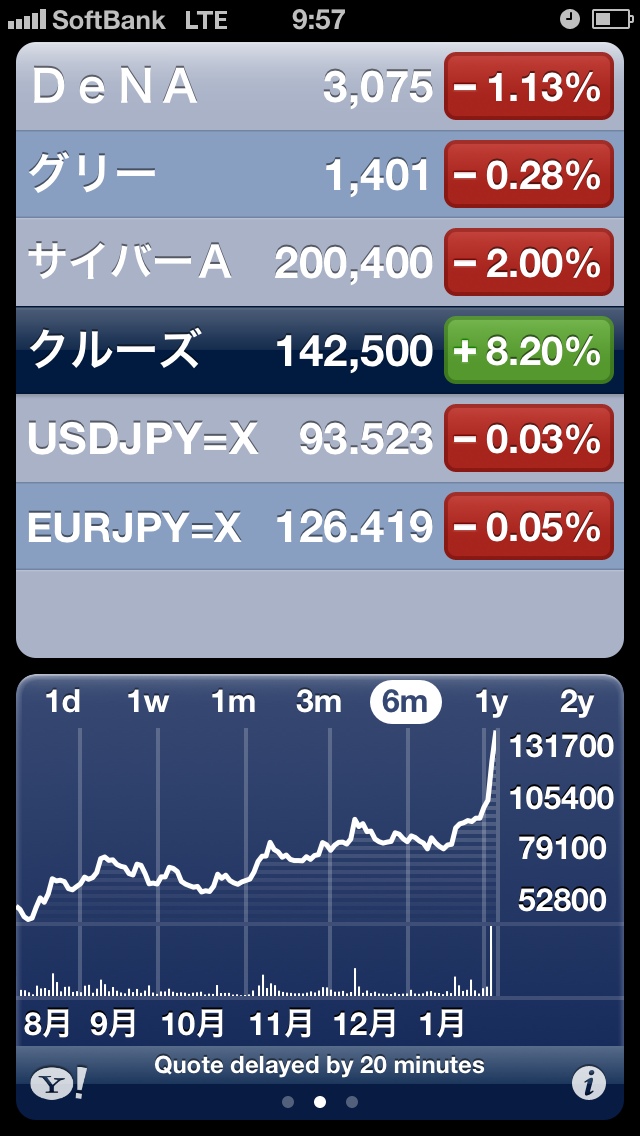 SoftBank LTE 9:57
ＤｅＮＡ 3,075 − 1.13%
グリー 1,401 − 0.28%
サイバーＡ 200,400 − 2.00%
クルーズ 142,500 + 8.20%
USDJPY=X 93.523 − 0.03%
EURJPY=X 126.419 − 0.05%
1d 1w 1m 3m 6m 1y 2y
131700
105400
79100
52800
8月 9月 10月 11月 12月 1月
Quote delayed by 20 minutes
Y! i